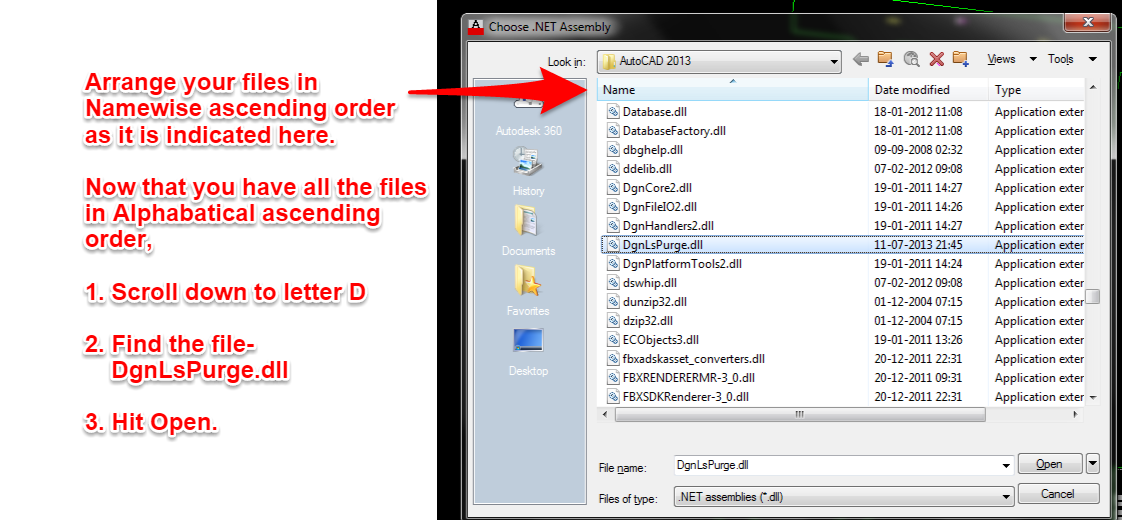 Choose .NET Assembly
Look in: AutoCAD 2013 Views Tools
Arrange your files in
Namewise ascending order
as it is indicated here.
Now that you have all the files
in Alphabatical ascending
order,
1. Scroll down to letter D
2. Find the file-
DgnLsPurge.dll
3. Hit Open.
Autodesk 360
History
Documents
Favorites
Desktop
Name Date modified Type
Database.dll 18-01-2012 11:08 Application exter
DatabaseFactory.dll 18-01-2012 11:08 Application exter
dbghelp.dll 09-09-2008 02:32 Application exter
ddelib.dll 07-02-2012 09:08 Application exter
DgnCore2.dll 19-01-2011 14:27 Application exter
DgnFileIO2.dll 19-01-2011 14:26 Application exter
DgnHandlers2.dll 19-01-2011 14:27 Application exter
DgnLsPurge.dll 11-07-2013 21:45 Application exter
DgnPlatformTools2.dll 19-01-2011 14:24 Application exter
dswhip.dll 07-02-2012 09:08 Application exter
dunzip32.dll 01-12-2004 07:15 Application exter
dzip32.dll 01-12-2004 07:15 Application exter
ECObjects3.dll 19-01-2011 13:26 Application exter
fbxadskasset_converters.dll 20-12-2011 22:31 Application exter
FBXRENDERERMR-3_0.dll 20-12-2011 09:31 Application exter
FBXSDKRenderer-3_0.dll 20-12-2011 22:31 Application exter
File name: DgnLsPurge.dll Open
Files of type: .NET assemblies (*.dll) Cancel